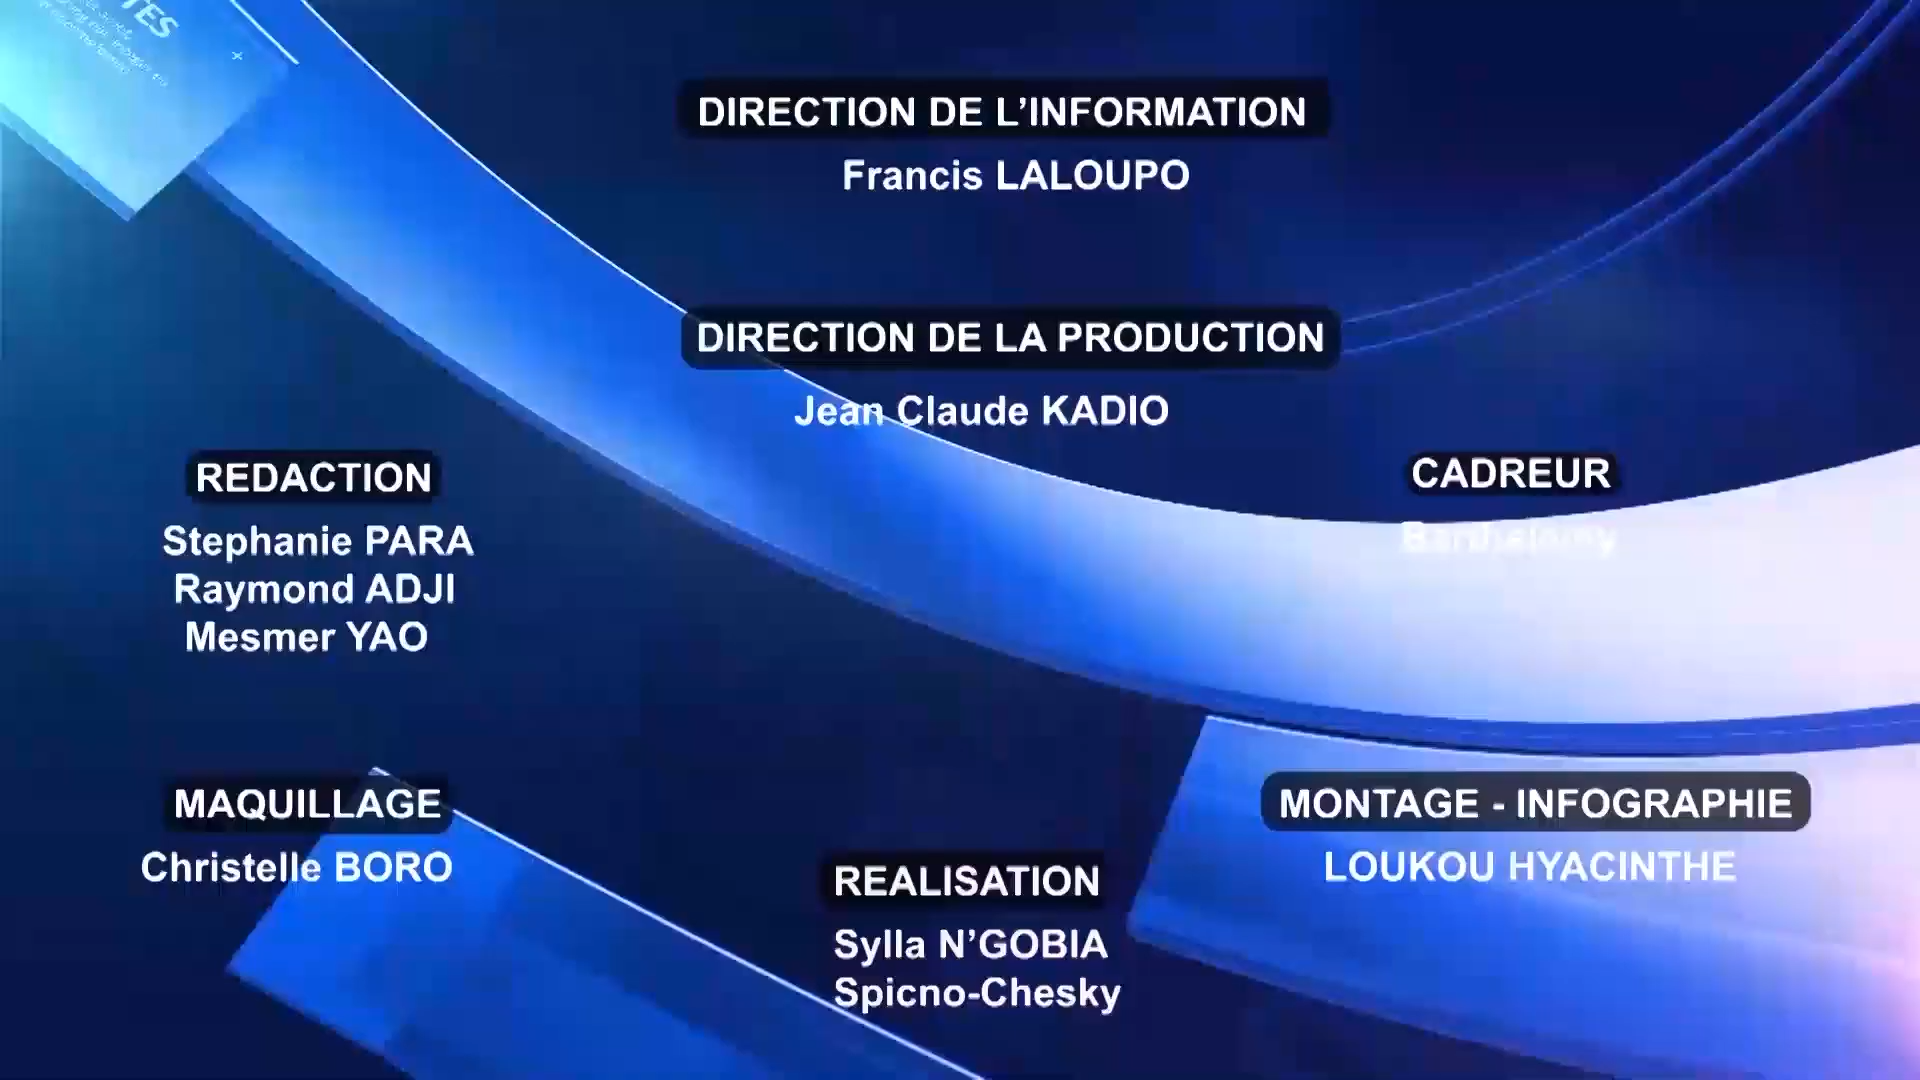 DIRECTION DE L’INFORMATION
Francis LALOUPO
DIRECTION DE LA PRODUCTION
Jean Claude KADIO
REDACTION
Stephanie PARA
Raymond ADJI
Mesmer YAO
CADREUR
MAQUILLAGE
Christelle BORO
REALISATION
Sylla N’GOBIA
Spicno-Chesky
MONTAGE - INFOGRAPHIE
LOUKOU HYACINTHE